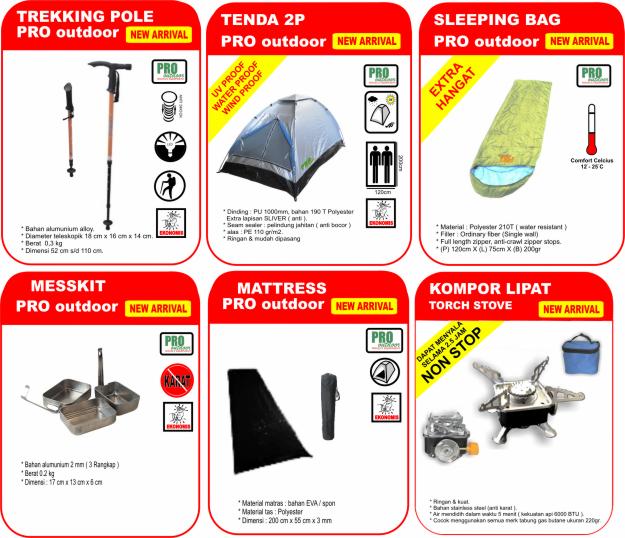 TREKKING POLE
PRO outdoor NEW ARRIVAL
PRO
* Bahan alumunium alloy.
* Diameter teleskopik 18 cm x 16 cm x 14 cm.
* Berat 0,3 kg
* Dimensi 52 cm s/d 110 cm.
EKONOMIS
TENDA 2P
PRO outdoor NEW ARRIVAL
UV PROOF
WATER PROOF
WIND PROOF
PRO
200cm
120cm
* Dinding : PU 1000mm, bahan 190 T Polyester
Extra lapisan SLIVER ( anti ).
* Seam sealer : pelindung jahitan ( anti bocor )
* alas : PE 110 gr/m2.
* Ringan & mudah dipasang
SLEEPING BAG
PRO outdoor NEW ARRIVAL
EXTRA
HANGAT
PRO
Comfort Celcius
12 - 25°C
* Material : Polyester 210T ( water resistant )
* Filler : Ordinary fiber (Single wall)
* Full length zipper, anti-crawl zipper stops.
* (P) 120cm X (L) 75cm X (B) 200gr
MESSKIT
PRO outdoor NEW ARRIVAL
PRO
KARAT
EKONOMIS
* Bahan alumunium 2 mm ( 3 Rangkap )
* Berat 0.2 kg
* Dimensi : 17 cm x 13 cm x 6 cm
MATTRESS
PRO outdoor NEW ARRIVAL
PRO
EKONOMIS
* Material matras : bahan EVA / spon
* Material tas : Polyester
* Dimensi : 200 cm x 55 cm x 3 mm
KOMPOR LIPAT
TORCH STOVE NEW ARRIVAL
DAPAT MENYALA
SELAMA 2,5 JAM
NON STOP
* Ringan & kuat.
* Bahan stainless steel (anti karat ).
* Air mendidih dalam waktu 5 menit ( kekuatan api 6000 BTU ).
* Cocok menggunakan semua merk tabung gas butane ukuran 220gr.